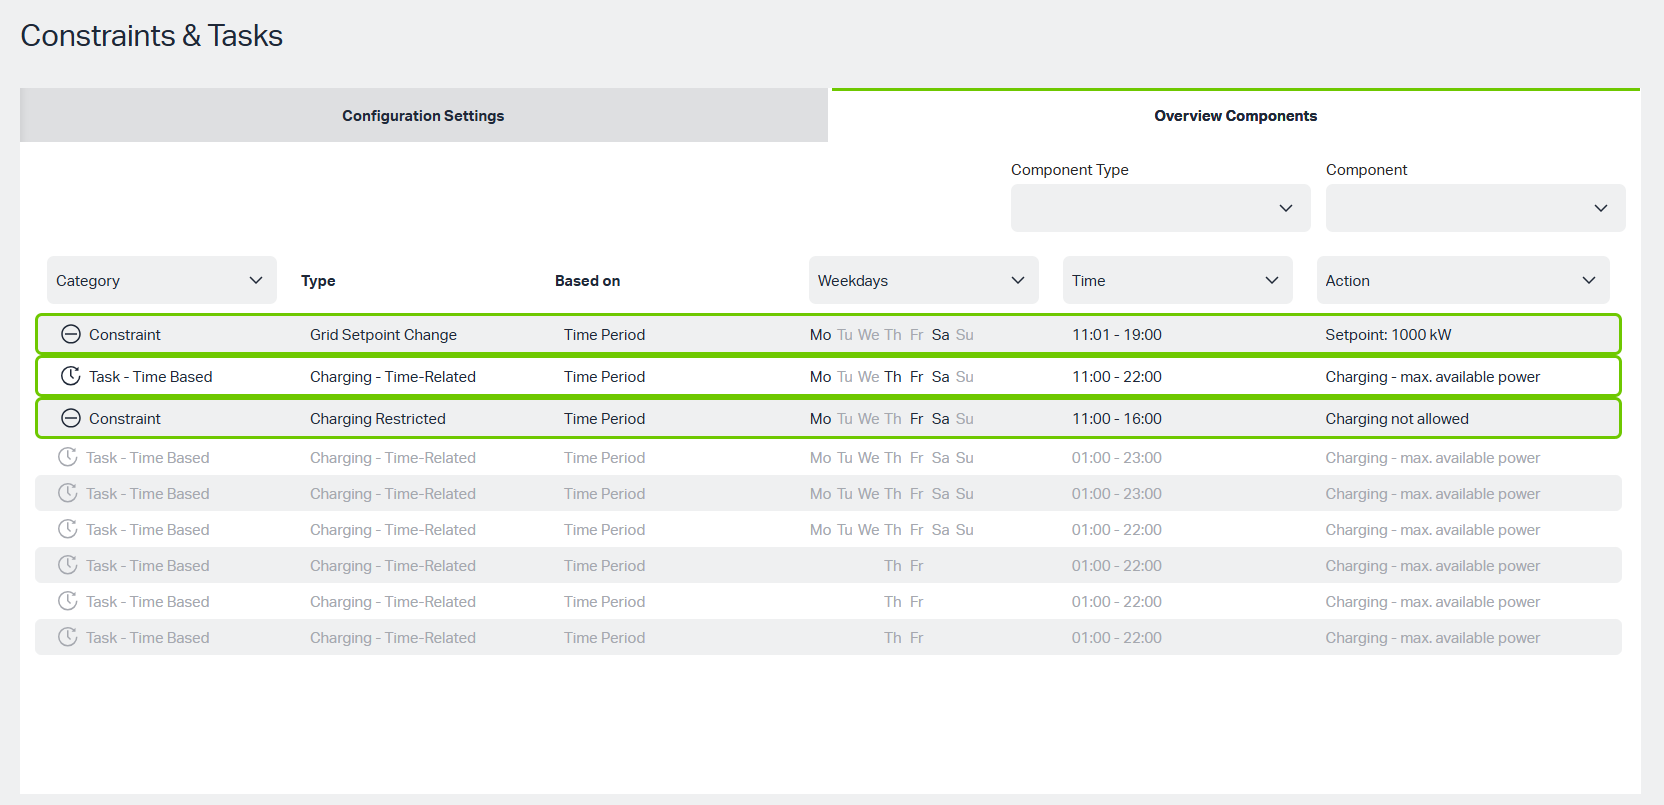 Constraints & Tasks
Configuration Settings Overview Components
Component Type Component
Category Type Based on Weekdays Time Action
Constraint Grid Setpoint Change Time Period Mo Tu We Th Fr Sa Su 11:01 - 19:00 Setpoint: 1000 kW
Task - Time Based Charging - Time-Related Time Period Mo Tu We Th Fr Sa Su 11:00 - 22:00 Charging - max. available power
Constraint Charging Restricted Time Period Mo Tu We Th Fr Sa Su 11:00 - 16:00 Charging not allowed
Task - Time Based Charging - Time-Related Time Period Mo Tu We Th Fr Sa Su 01:00 - 23:00 Charging - max. available power
Task - Time Based Charging - Time-Related Time Period Mo Tu We Th Fr Sa Su 01:00 - 23:00 Charging - max. available power
Task - Time Based Charging - Time-Related Time Period Mo Tu We Th Fr Sa Su 01:00 - 22:00 Charging - max. available power
Task - Time Based Charging - Time-Related Time Period Th Fr 01:00 - 22:00 Charging - max. available power
Task - Time Based Charging - Time-Related Time Period Th Fr 01:00 - 22:00 Charging - max. available power
Task - Time Based Charging - Time-Related Time Period Th Fr 01:00 - 22:00 Charging - max. available power